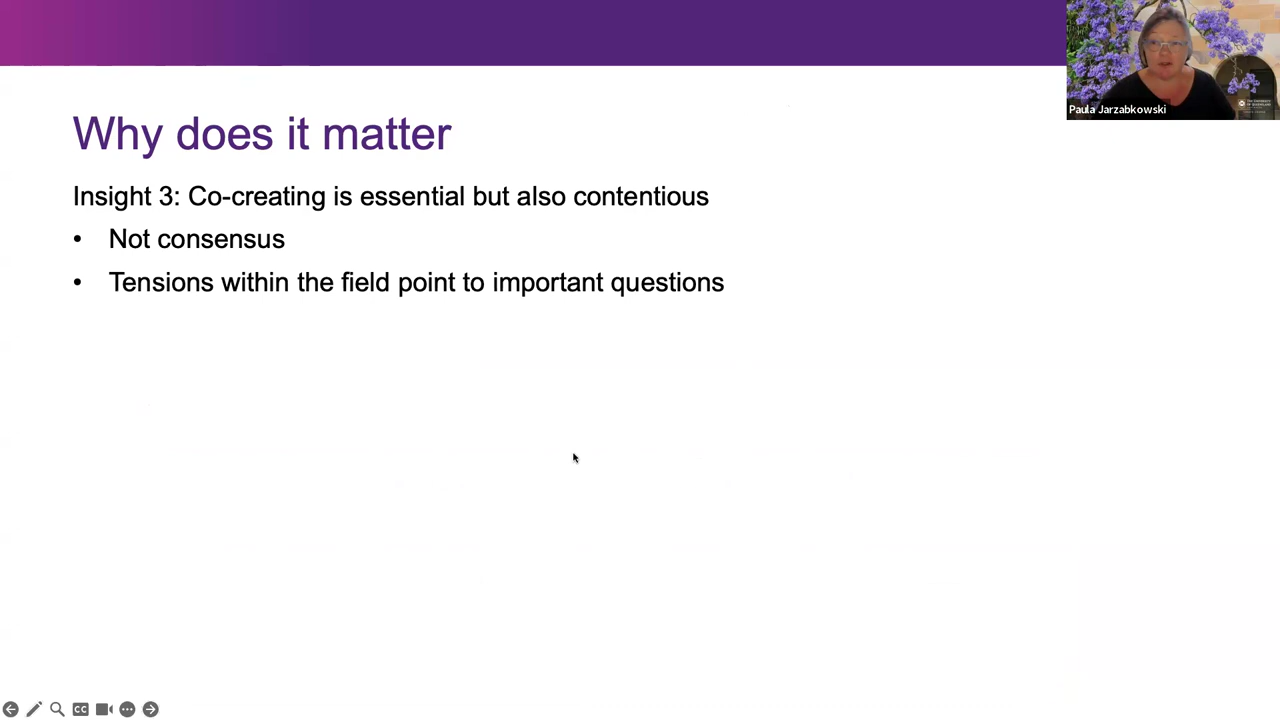 Why does it matter
Insight 3: Co-creating is essential but also contentious
• Not consensus
• Tensions within the field point to important questions
Paula Jarzabkowski
CC